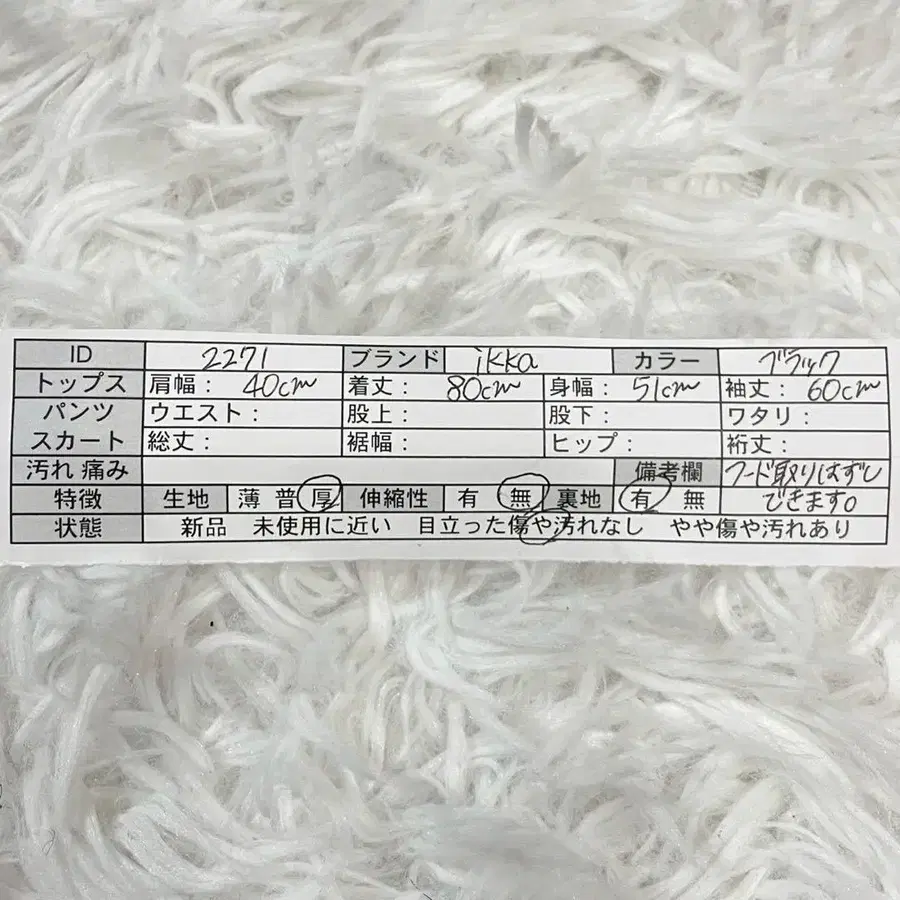 ID 2271 ブランド ikka カラー ブラック
トップス 肩幅： 40cm 着丈： 80cm 身幅： 51cm 袖丈： 60cm
パンツ ウエスト： 股上： 股下： ワタリ：
スカート 総丈： 裾幅： ヒップ： 裄丈：
汚れ 痛み 備考欄 フード取りはずし
特徴 生地 薄 普 厚 伸縮性 有 無 裏地 有 無 できます。
状態 新品 未使用に近い 目立った傷や汚れなし やや傷や汚れあり